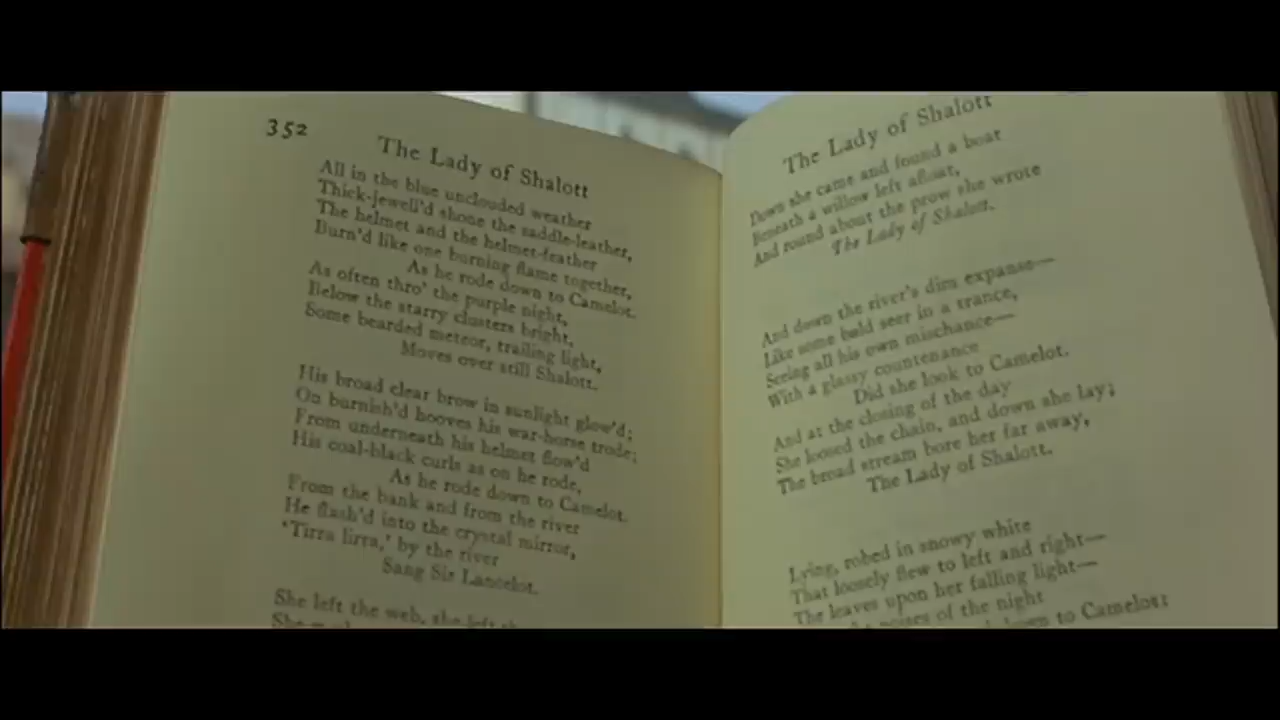 352
The Lady of Shalott
All in the blue unclouded weather
Thick-jewell'd shone the saddle-leather,
The helmet and the helmet-feather
Burn'd like one burning flame together,
As he rode down to Camelot.
As often thro' the purple night,
Below the starry clusters bright,
Some bearded meteor, trailing light,
Moves over still Shalott.
His broad clear brow in sunlight glow'd;
On burnish'd hooves his war-horse trode;
From underneath his helmet flow'd
His coal-black curls as on he rode,
As he rode down to Camelot.
From the bank and from the river
He flash'd into the crystal mirror,
'Tirra lirra,' by the river
Sang Sir Lancelot.
She left the web, she left
She
The Lady of Shalott
Down she came and found a boat
Beneath a willow left afloat,
And round about the prow she wrote
The Lady of Shalott.
And down the river's dim expanse—
Like some bold seer in a trance,
Seeing all his own mischance—
With a glassy countenance
Did she look to Camelot.
And at the closing of the day
She loosed the chain, and down she lay;
The broad stream bore her far away,
The Lady of Shalott.
Lying, robed in snowy white
That loosely flew to left and right—
The leaves upon her falling light—
noises of the night
down to Camelot: